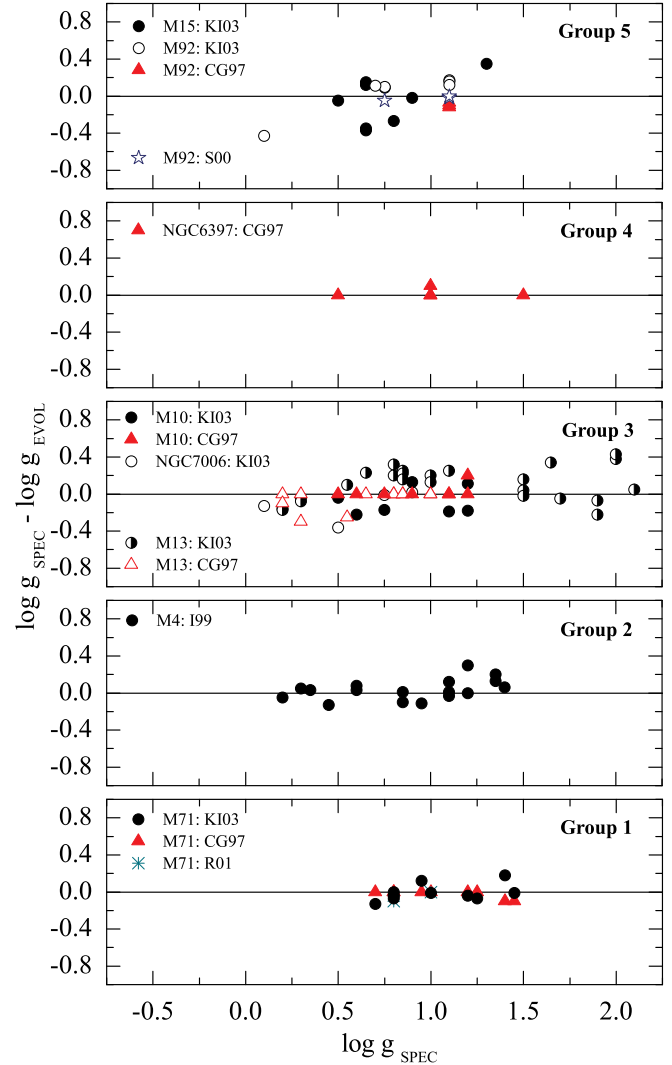 0.8
M15: KI03
Group 5
M92: KI03
0.4
M92: CG97
0.0
-0.4
M92: S00
-0.8
0.8
NGC6397: CG97
Group 4
0.4
0.0
-0.4
-0.8
0.8
M10: KI03
Group 3
M10: CG97
0.4
NGC7006: KI03
0.0
-0.4
M13: KI03
M13: CG97
-0.8
log g SPEC - log g EVOL
0.8
M4: I99
Group 2
0.4
0.0
-0.4
-0.8
0.8
M71: KI03
Group 1
M71: CG97
0.4
M71: R01
0.0
-0.4
-0.8
-0.5 0.0 0.5 1.0 1.5 2.0
log g SPEC